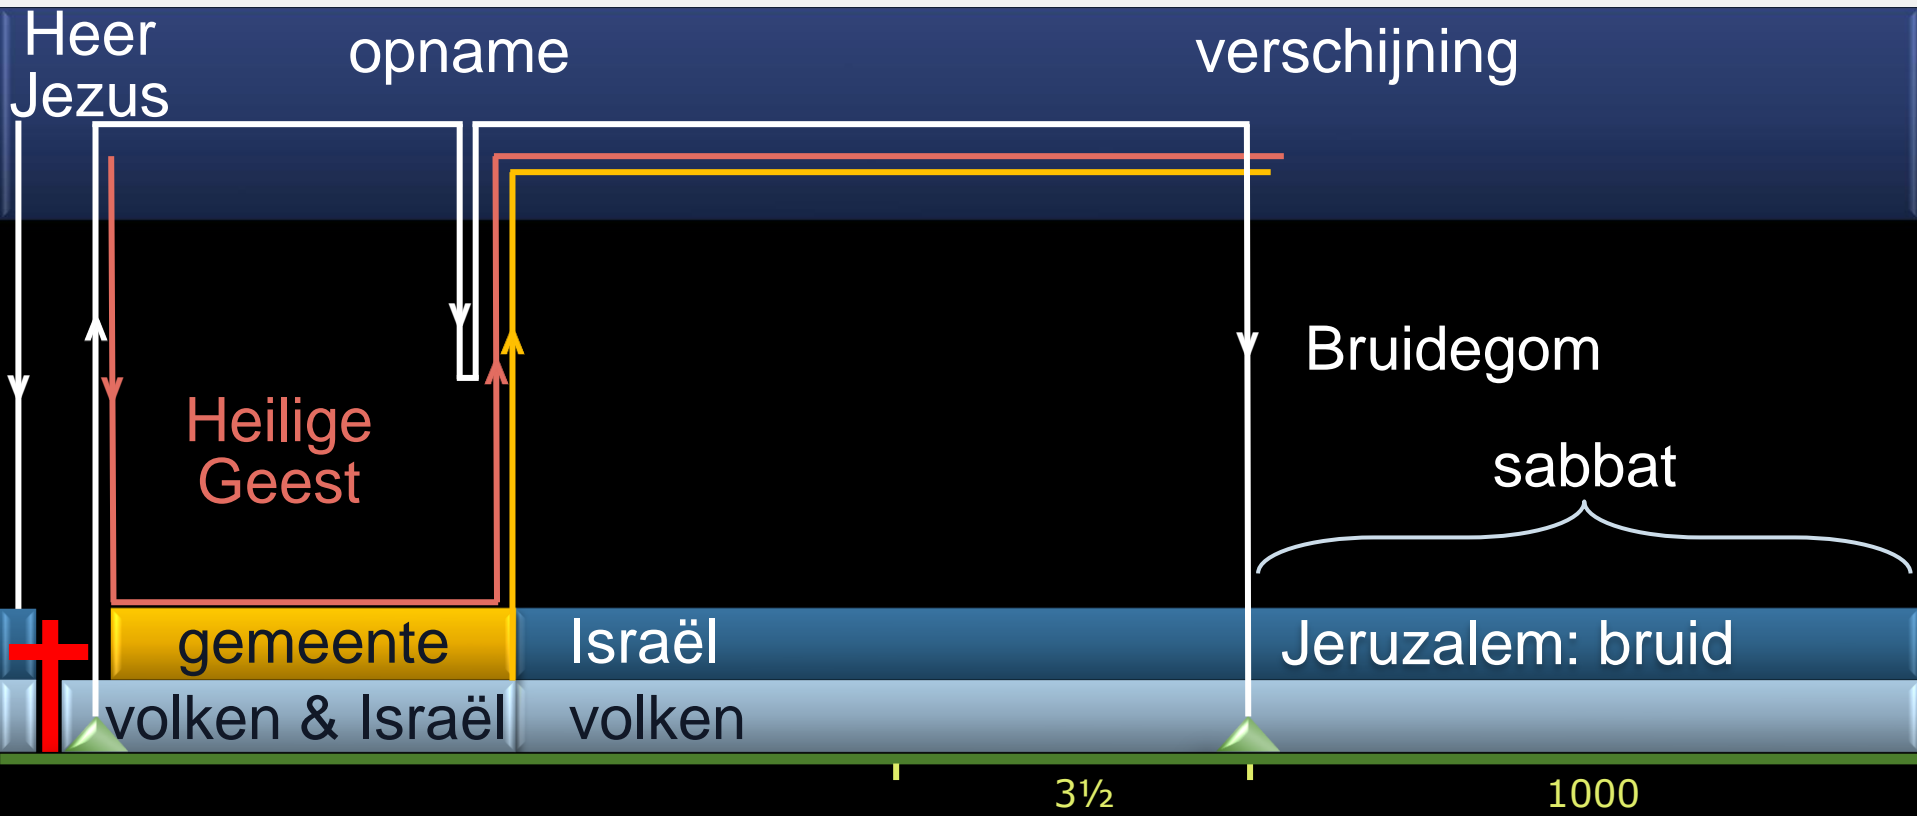 Heer
Jezus
opname
verschijning
Bruidegom
Heilige
Geest
sabbat
gemeente
Israël
Jeruzalem: bruid
volken & Israël
volken
3½
1000